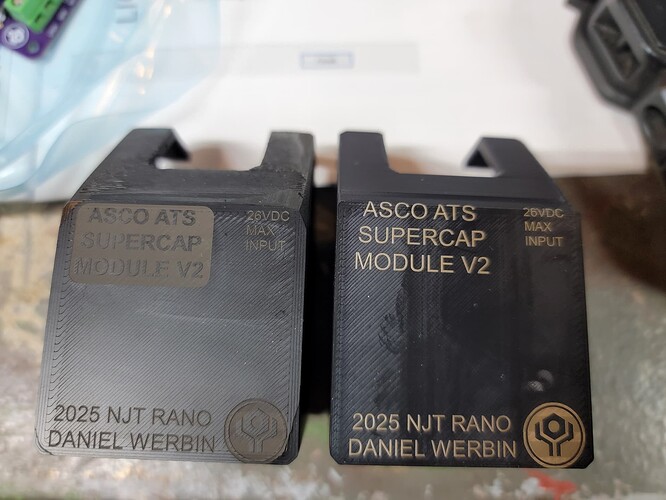 ASCO ATS
SUPERCAP
MODULE V2
26VDC
MAX
INPUT
2025 NJT RANO
DANIEL WERBIN
ASCO ATS
SUPERCAP
MODULE V2
26VDC
MAX
INPUT
2025 NJT RANO
DANIEL WERBIN